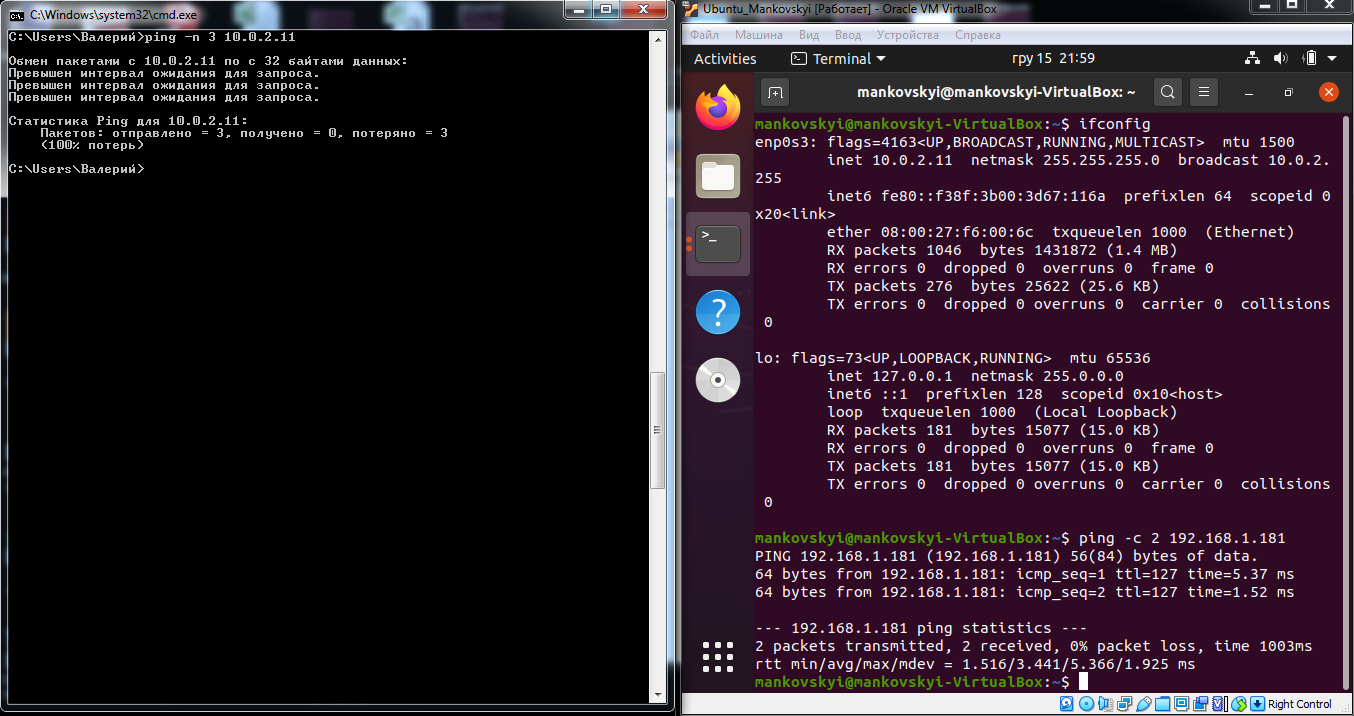 C:\Windows\system32\cmd.exe
C:\Users\Валерий>ping -n 3 10.0.2.11
Обмен пакетами с 10.0.2.11 по с 32 байтами данных:
Превышен интервал ожидания для запроса.
Превышен интервал ожидания для запроса.
Превышен интервал ожидания для запроса.
Статистика Ping для 10.0.2.11:
Пакетов: отправлено = 3, получено = 0, потеряно = 3
(100% потерь)
C:\Users\Валерий>
Ubuntu_Mankovskyi [Работает] - Oracle VM VirtualBox
Файл Машина Вид Ввод Устройства Справка
Activities Terminal гру 15 21:59
mankovskyi@mankovskyi-VirtualBox: ~
mankovskyi@mankovskyi-VirtualBox:~$ ifconfig
enp0s3: flags=4163<UP,BROADCAST,RUNNING,MULTICAST> mtu 1500
inet 10.0.2.11 netmask 255.255.255.0 broadcast 10.0.2.
255
inet6 fe80::f38f:3b00:3d67:116a prefixlen 64 scopeid 0
x20<link>
ether 08:00:27:f6:00:6c txqueuelen 1000 (Ethernet)
RX packets 1046 bytes 1431872 (1.4 MB)
RX errors 0 dropped 0 overruns 0 frame 0
TX packets 276 bytes 25622 (25.6 KB)
TX errors 0 dropped 0 overruns 0 carrier 0 collisions
0
lo: flags=73<UP,LOOPBACK,RUNNING> mtu 65536
inet 127.0.0.1 netmask 255.0.0.0
inet6 ::1 prefixlen 128 scopeid 0x10<host>
loop txqueuelen 1000 (Local Loopback)
RX packets 181 bytes 15077 (15.0 KB)
RX errors 0 dropped 0 overruns 0 frame 0
TX packets 181 bytes 15077 (15.0 KB)
TX errors 0 dropped 0 overruns 0 carrier 0 collisions
0
mankovskyi@mankovskyi-VirtualBox:~$ ping -c 2 192.168.1.181
PING 192.168.1.181 (192.168.1.181) 56(84) bytes of data.
64 bytes from 192.168.1.181: icmp_seq=1 ttl=127 time=5.37 ms
64 bytes from 192.168.1.181: icmp_seq=2 ttl=127 time=1.52 ms
--- 192.168.1.181 ping statistics ---
2 packets transmitted, 2 received, 0% packet loss, time 1003ms
rtt min/avg/max/mdev = 1.516/3.441/5.366/1.925 ms
mankovskyi@mankovskyi-VirtualBox:~$
Right Control